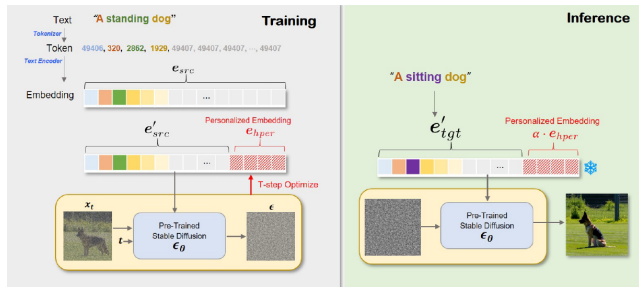 Training
Text
"A standing dog"
Tokenizer
Token
49406, 320, 2862, 1929, 49407, 49407, 49407, ..., 49407
Text Encoder
e_src
Embedding
...
Personalized Embedding
e'_src
e_hper
...
T-step Optimize
x_t
ϵ
t
Pre-Trained
Stable Diffusion
ϵ_θ
Inference
"A sitting dog"
Personalized Embedding
e'_tgt
α · e_hper
...
Pre-Trained
Stable Diffusion
ϵ_θ